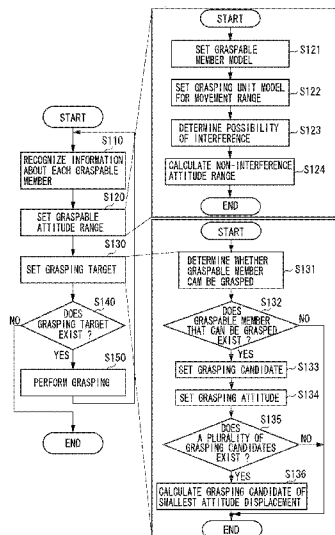 START
S110
RECOGNIZE INFORMATION
ABOUT EACH GRASPABLE
MEMBER
S120
SET GRASPABLE
ATTITUDE RANGE
S130
SET GRASPING TARGET
S140
DOES
GRASPING TARGET
EXIST ?
NO
YES
S150
PERFORM GRASPING
END
START
S121
SET GRASPABLE
MEMBER MODEL
S122
SET GRASPING UNIT MODEL
FOR MOVEMENT RANGE
S123
DETERMINE POSSIBILITY
OF INTERFERENCE
S124
CALCULATE NON-INTERFERENCE
ATTITUDE RANGE
END
START
S131
DETERMINE WHETHER
GRASPABLE MEMBER
CAN BE GRASPED
S132
DOES
GRASPABLE MEMBER
THAT CAN BE GRASPED
EXIST ?
NO
YES
S133
SET GRASPING CANDIDATE
S134
SET GRASPING ATTITUDE
S135
DOES
A PLURALITY OF
GRASPING CANDIDATES
EXIST ?
NO
YES
S136
CALCULATE GRASPING CANDIDATE OF
SMALLEST ATTITUDE DISPLACEMENT
END